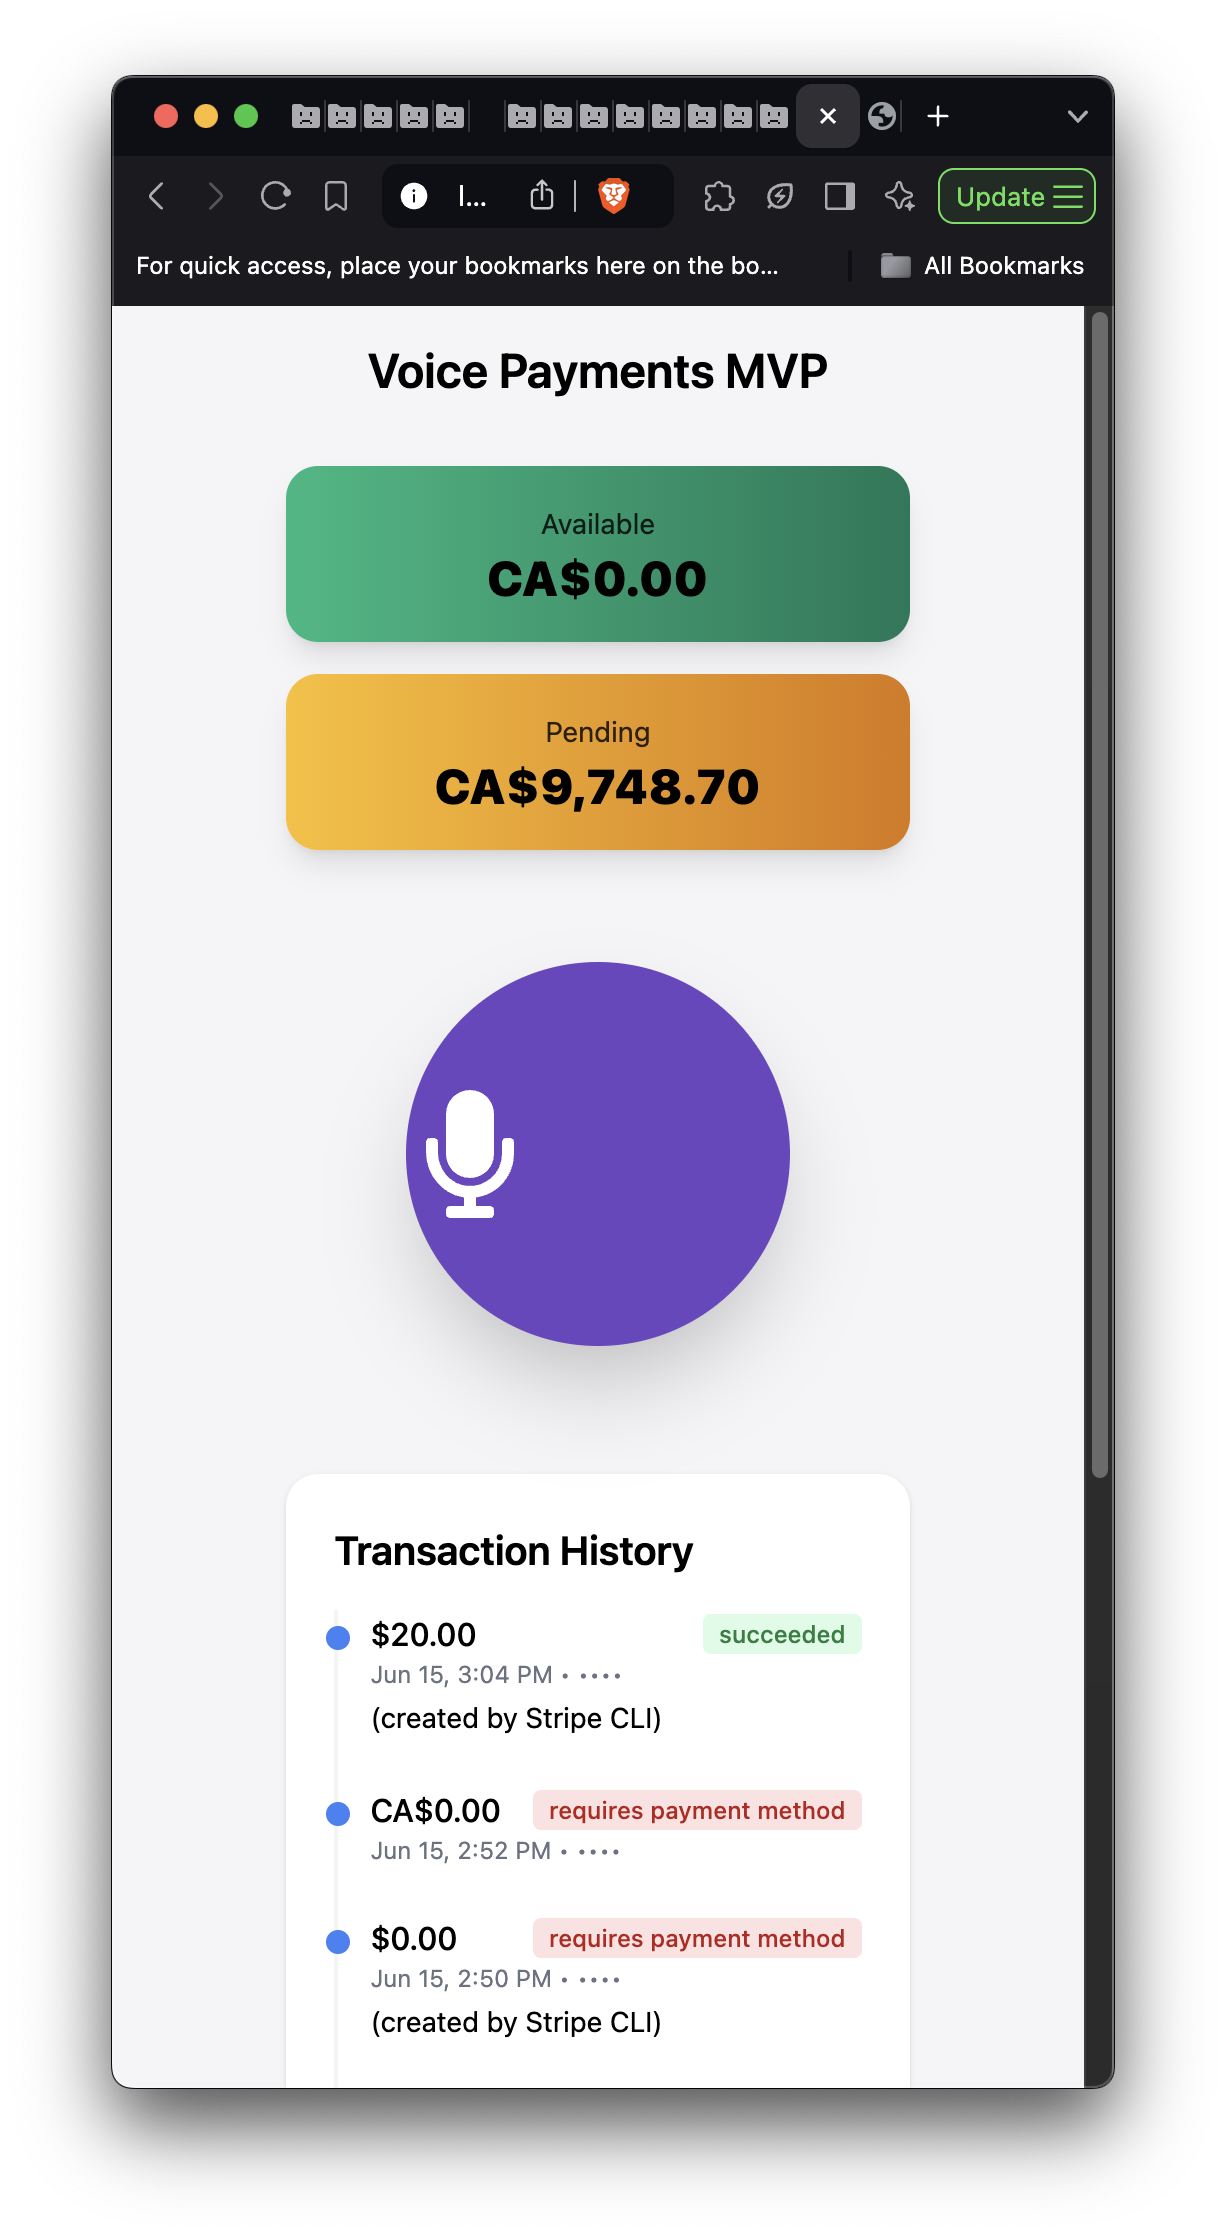 l...
Update
For quick access, place your bookmarks here on the bo...
All Bookmarks
Voice Payments MVP
Available
CA$0.00
Pending
CA$9,748.70
Transaction History
$20.00 succeeded
Jun 15, 3:04 PM • ••••
(created by Stripe CLI)
CA$0.00 requires payment method
Jun 15, 2:52 PM • ••••
$0.00 requires payment method
Jun 15, 2:50 PM • ••••
(created by Stripe CLI)